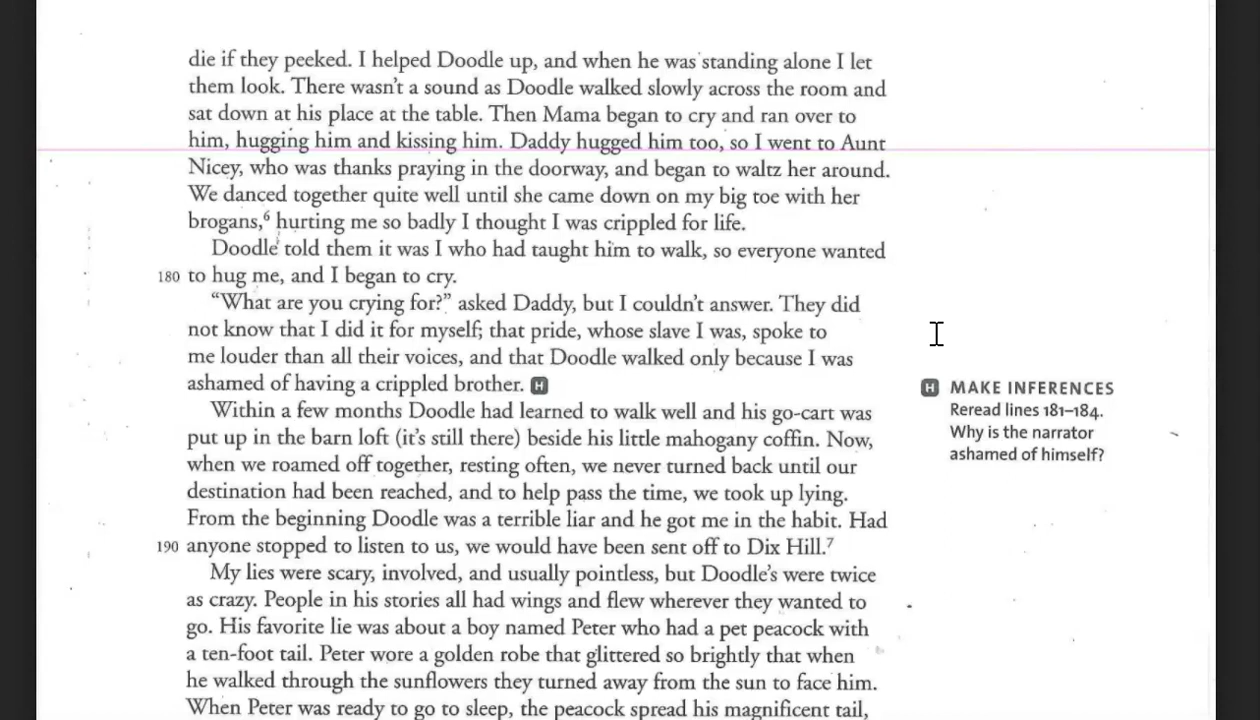 die if they peeked. I helped Doodle up, and when he was standing alone I let
them look. There wasn't a sound as Doodle walked slowly across the room and
sat down at his place at the table. Then Mama began to cry and ran over to
him, hugging him and kissing him. Daddy hugged him too, so I went to Aunt
Nicey, who was thanks praying in the doorway, and began to waltz her around.
We danced together quite well until she came down on my big toe with her
brogans,⁶ hurting me so badly I thought I was crippled for life.
Doodle told them it was I who had taught him to walk, so everyone wanted
180 to hug me, and I began to cry.
“What are you crying for?” asked Daddy, but I couldn't answer. They did
not know that I did it for myself; that pride, whose slave I was, spoke to
me louder than all their voices, and that Doodle walked only because I was
ashamed of having a crippled brother. H
Within a few months Doodle had learned to walk well and his go-cart was
put up in the barn loft (it's still there) beside his little mahogany coffin. Now,
when we roamed off together, resting often, we never turned back until our
destination had been reached, and to help pass the time, we took up lying.
From the beginning Doodle was a terrible liar and he got me in the habit. Had
190 anyone stopped to listen to us, we would have been sent off to Dix Hill.⁷
My lies were scary, involved, and usually pointless, but Doodle's were twice
as crazy. People in his stories all had wings and flew wherever they wanted to
go. His favorite lie was about a boy named Peter who had a pet peacock with
a ten-foot tail. Peter wore a golden robe that glittered so brightly that when
he walked through the sunflowers they turned away from the sun to face him.
When Peter was ready to go to sleep, the peacock spread his magnificent tail,
H MAKE INFERENCES
Reread lines 181–184.
Why is the narrator
ashamed of himself?